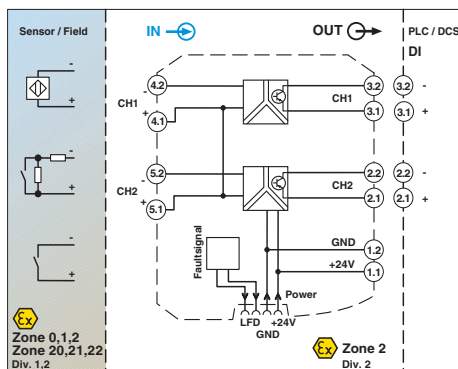 Sensor / Field
IN
OUT
PLC / DCS
DI
-
+
-
+
-
+
4.2
-
CH1
+
4.1
3.2
CH1
3.1
3.2
-
3.1
+
5.2
-
CH2
+
5.1
2.2
CH2
2.1
2.2
-
2.1
+
Faultsignal
GND
1.2
+24V
1.1
Power
LFD
+24V
GND
Ex
Zone 0,1,2
Zone 20,21,22
Div. 1,2
Ex
Zone 2
Div. 2